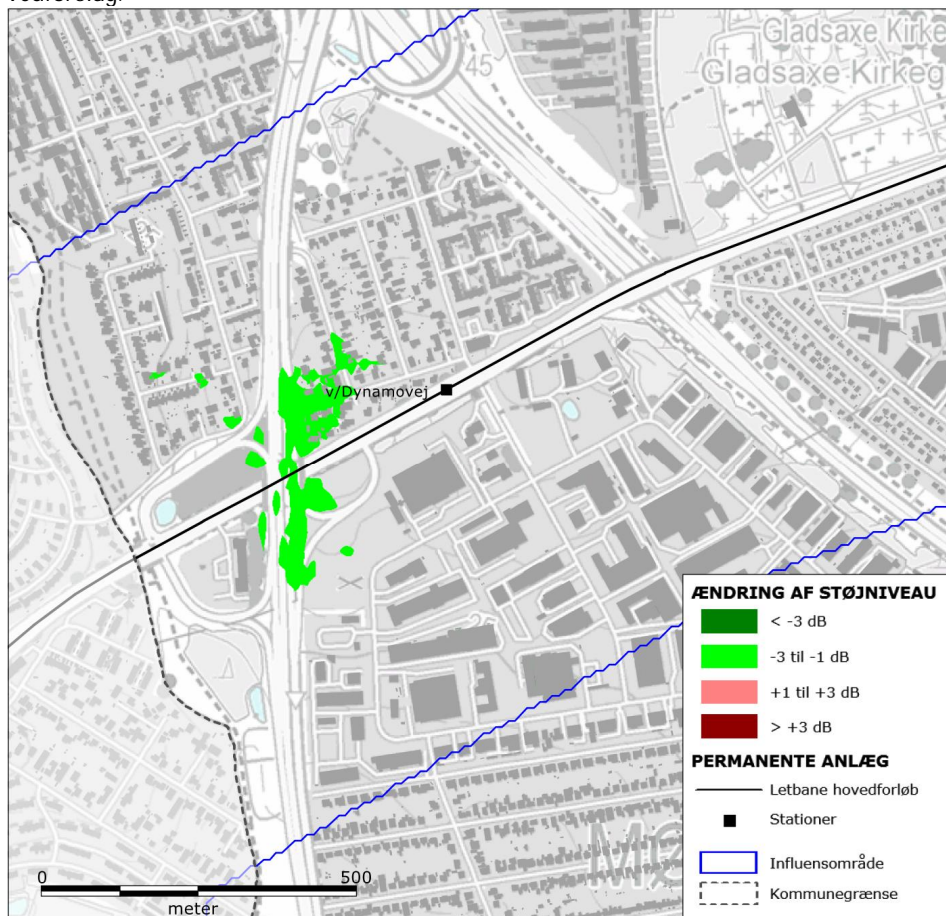 Gladsaxe Kirke
Gladsaxe Kirkeg
45
v/Dynamovej
MØ
ÆNDRING AF STØJNIVEAU
< -3 dB
-3 til -1 dB
+1 til +3 dB
> +3 dB
PERMANENTE ANLÆG
Letbane hovedforløb
Stationer
Influensområde
Kommunegrænse
0 500
meter